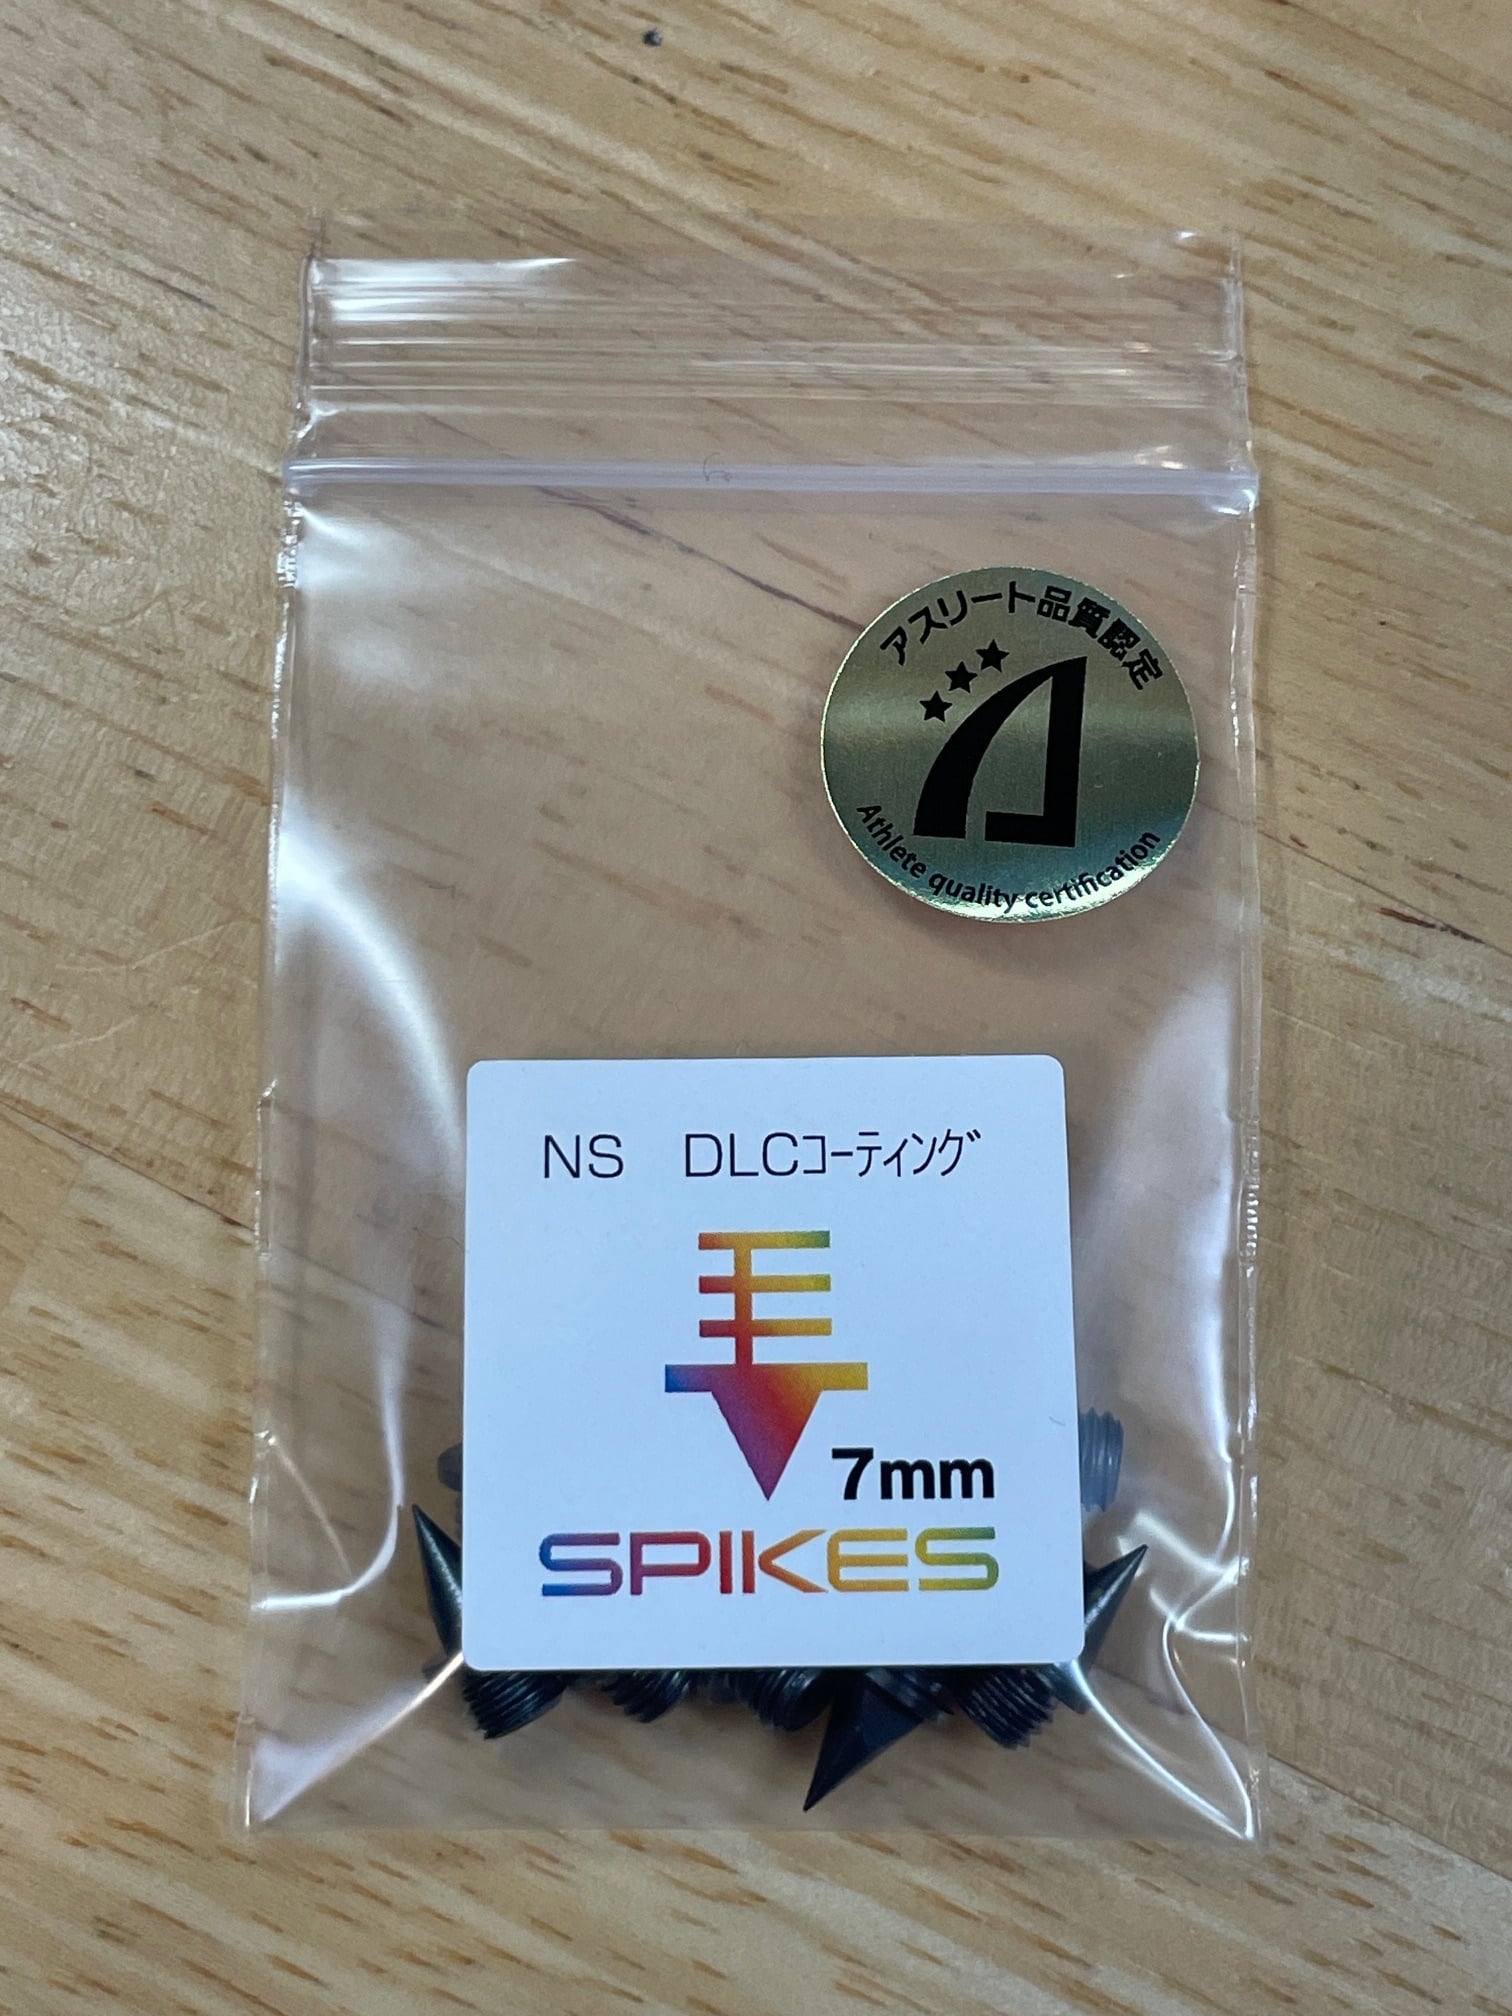 アスリート品質認定
Athlete quality certification
NS DLCｺｰﾃｨﾝｸﾞ
7mm
SPIKES